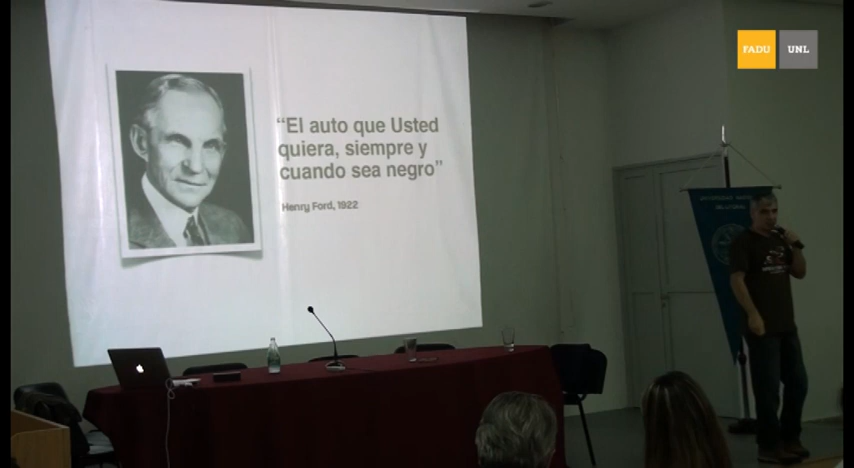 FADU
UNL
“El auto que Usted
quiera, siempre y
cuando sea negro”
Henry Ford, 1922